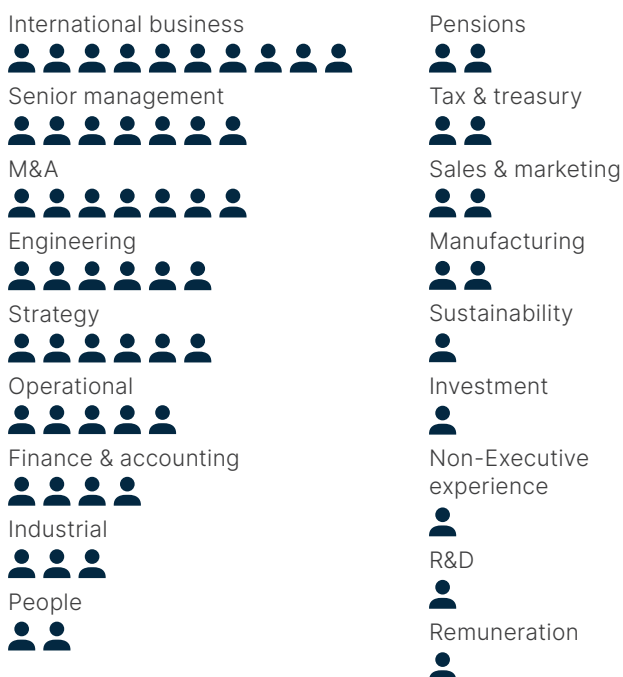 International business
Senior management
M&A
Engineering
Strategy
Operational
Finance & accounting
Industrial
People
Pensions
Tax & treasury
Sales & marketing
Manufacturing
Sustainability
Investment
Non-Executive
experience
R&D
Remuneration